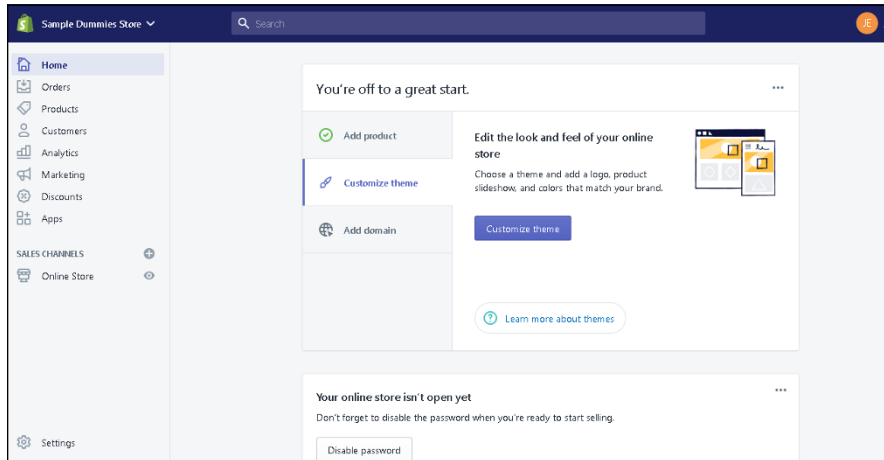 Sample Dummies Store
Search
JE
Home
Orders
Products
Customers
Analytics
Marketing
Discounts
Apps
SALES CHANNELS
Online Store
Settings
You're off to a great start.
Add product
Customize theme
Add domain
Edit the look and feel of your online
store
Choose a theme and add a logo, product
slideshow, and colors that match your brand.
Customize theme
Learn more about themes
Your online store isn't open yet
Don't forget to disable the password when you're ready to start selling.
Disable password